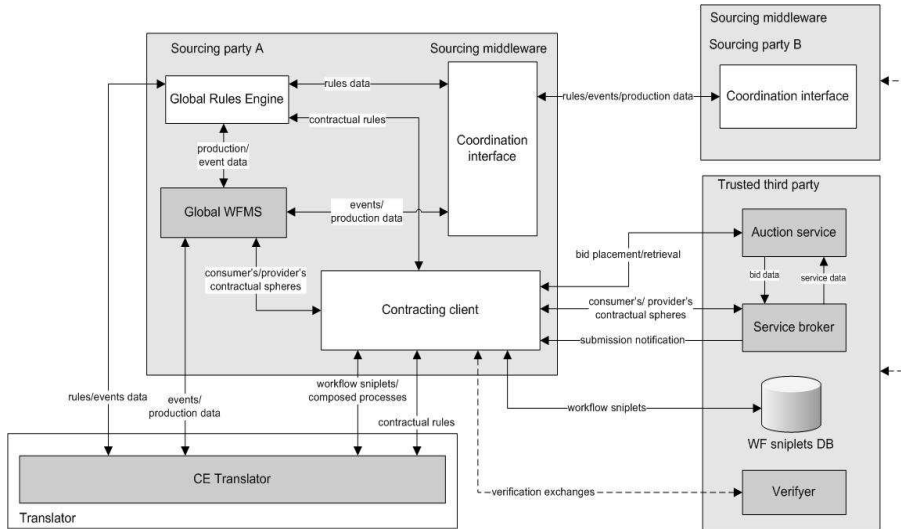 Sourcing party A
Sourcing middleware
Global Rules Engine
rules data
contractual rules
Coordination
interface
production/
event data
Global WFMS
events/
production data
consumer's/provider's
contractual spheres
Contracting client
Sourcing middleware
Sourcing party B
Coordination interface
rules/events/production data
Trusted third party
Auction service
bid placement/retrieval
bid data
service data
consumer's/ provider's
contractual spheres
Service broker
submission notification
workflow sniplets
WF sniplets DB
verification exchanges
Verifyer
rules/events data
events/
production data
workflow sniplets/
composed processes
contractual rules
CE Translator
Translator